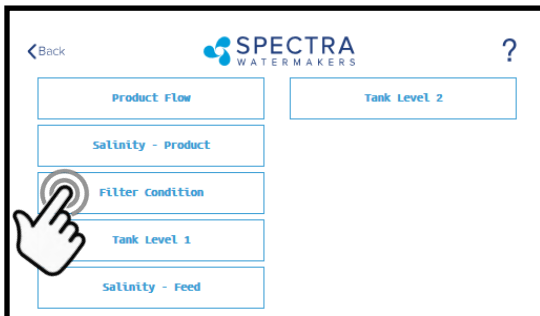 Back
SPECTRA
WATERMAKERS
?
Product Flow
Tank Level 2
Salinity - Product
Filter Condition
Tank Level 1
Salinity - Feed